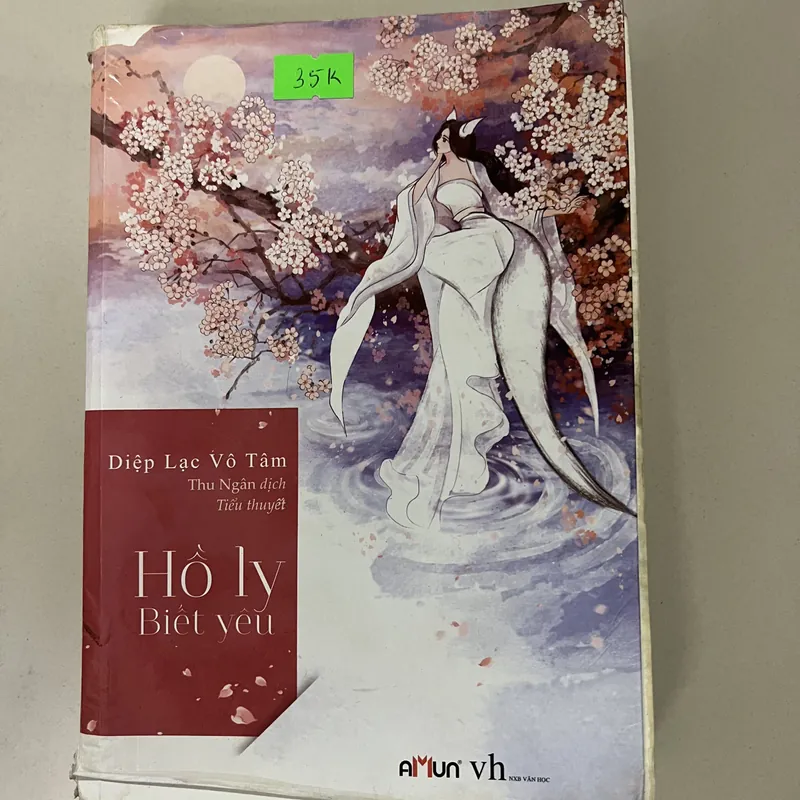 35K
Diệp Lạc Vô Tâm
Thu Ngân dịch
Tiểu thuyết
Hồ ly
Biết yêu
AMUN® vh NXB VĂN HỌC